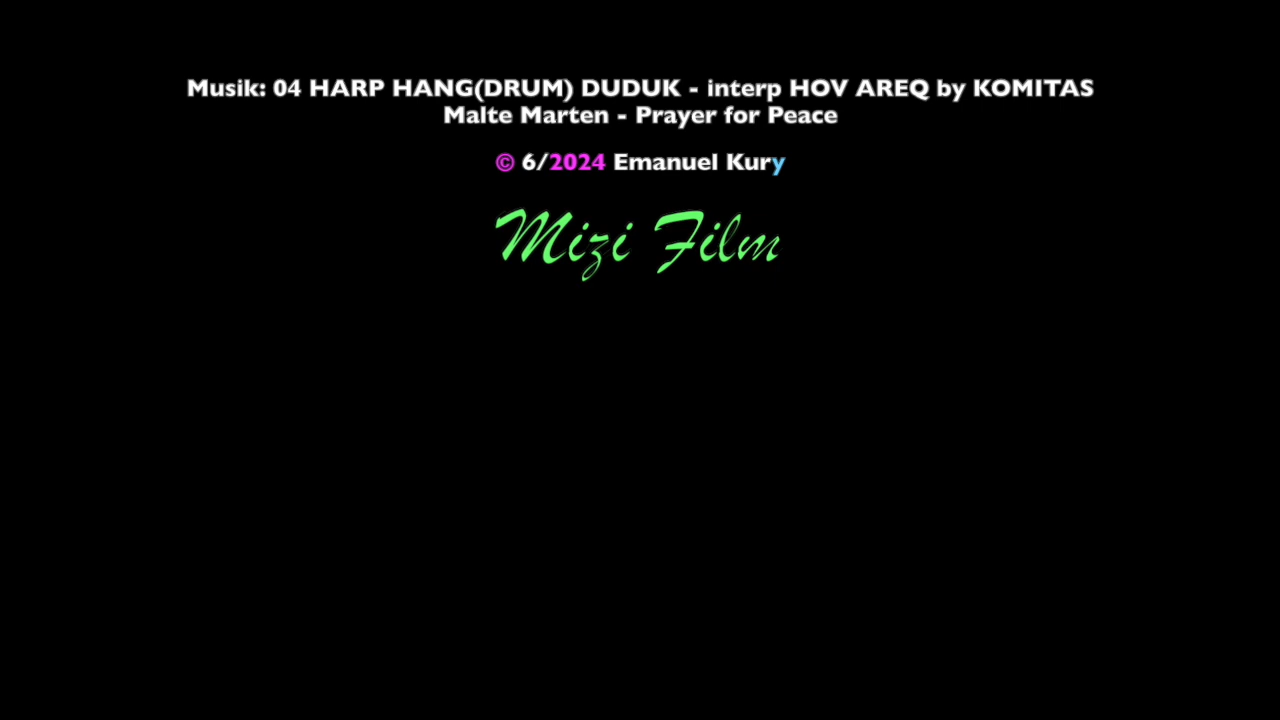 Musik: 04 HARP HANG(DRUM) DUDUK - interp HOV AREQ by KOMITAS
Malte Marten - Prayer for Peace
© 6/2024 Emanuel Kury
Mizi Film